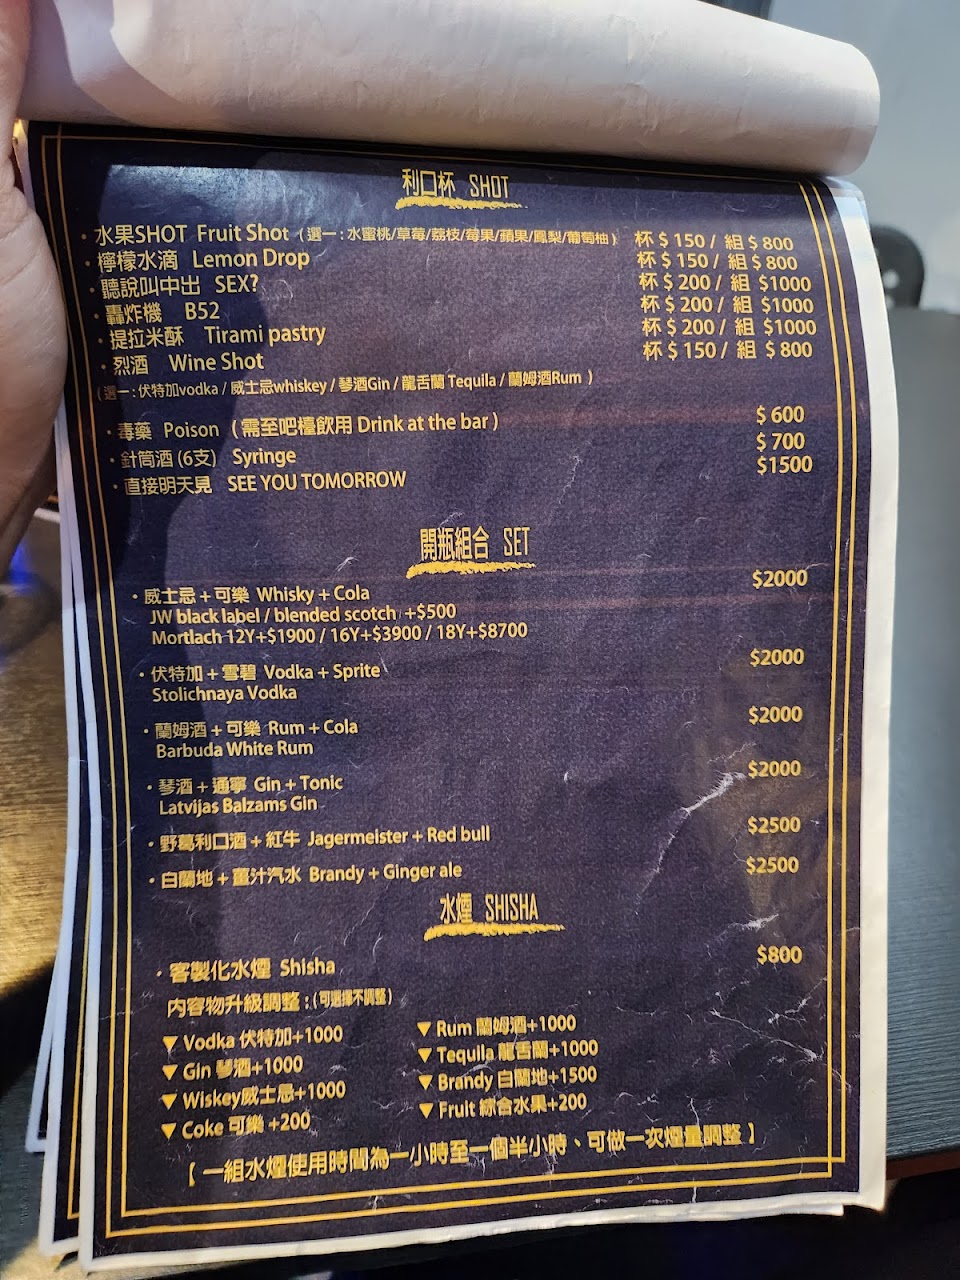 利口杯 SHOT
· 水果SHOT Fruit Shot (選一:水蜜桃/草莓/荔枝/莓果/蘋果/鳳梨/葡萄柚) 杯$150/ 組$800
· 檸檬水滴 Lemon Drop 杯$150/ 組$800
· 聽說叫中出 SEX? 杯$200/ 組 $1000
· 轟炸機 B52 杯$200/ 組 $1000
· 提拉米酥 Tirami pastry 杯$200/ 組 $1000
· 烈酒 Wine Shot 杯$150/ 組 $800
(選一:伏特加vodka / 威士忌whiskey / 琴酒Gin / 龍舌蘭 Tequila / 蘭姆酒Rum )
· 毒藥 Poison (需至吧檯飲用 Drink at the bar) $600
· 針筒酒 (6支) Syringe $700
· 直接明天見 SEE YOU TOMORROW $1500
開瓶組合 SET
· 威士忌 + 可樂 Whisky + Cola $2000
JW black label / blended scotch +$500
Mortlach 12Y+$1900 / 16Y+$3900 / 18Y+$8700
· 伏特加 + 雪碧 Vodka + Sprite $2000
Stolichnaya Vodka
· 蘭姆酒 + 可樂 Rum + Cola $2000
Barbuda White Rum
· 琴酒 + 通寧 Gin + Tonic $2000
Latvijas Balzams Gin
· 野葛利口酒 + 紅牛 Jagermeister + Red bull $2500
· 白蘭地 + 薑汁汽水 Brandy + Ginger ale $2500
水煙 SHISHA
· 客製化水煙 Shisha $800
內容物升級調整:(可選擇不調整)
▼ Vodka 伏特加+1000 ▼ Rum 蘭姆酒+1000
▼ Gin 琴酒+1000 ▼ Tequila 龍舌蘭+1000
▼ Wiskey威士忌+1000 ▼ Brandy 白蘭地+1500
▼ Coke 可樂 +200 ▼ Fruit 綜合水果+200
【 一組水煙使用時間為一小時至一個半小時、可做一次煙量調整 】